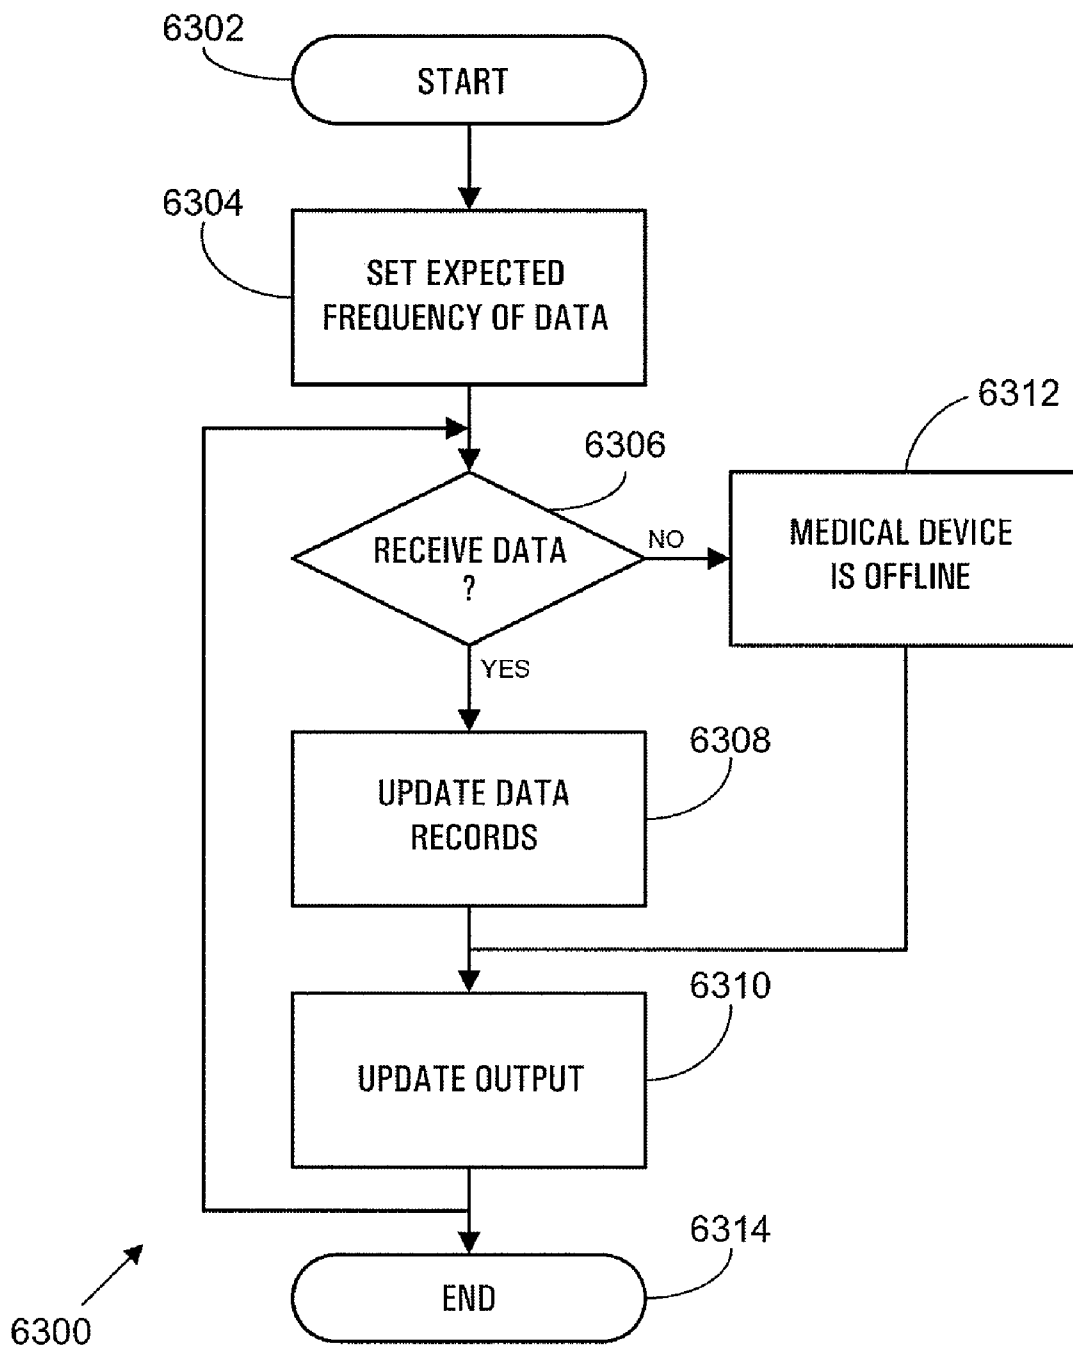 6302
START
6304
SET EXPECTED
FREQUENCY OF DATA
6312
6306
RECEIVE DATA
?
NO
MEDICAL DEVICE
IS OFFLINE
YES
6308
UPDATE DATA
RECORDS
6310
UPDATE OUTPUT
6314
END
6300